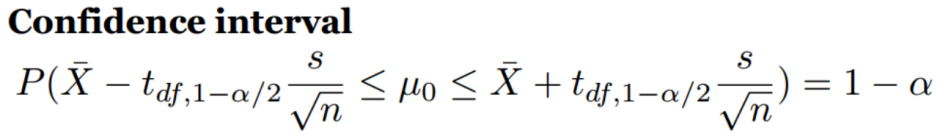 Confidence interval
P(X̄ − t_{df,1−α/2} s/√n ≤ μ₀ ≤ X̄ + t_{df,1−α/2} s/√n) = 1 − α